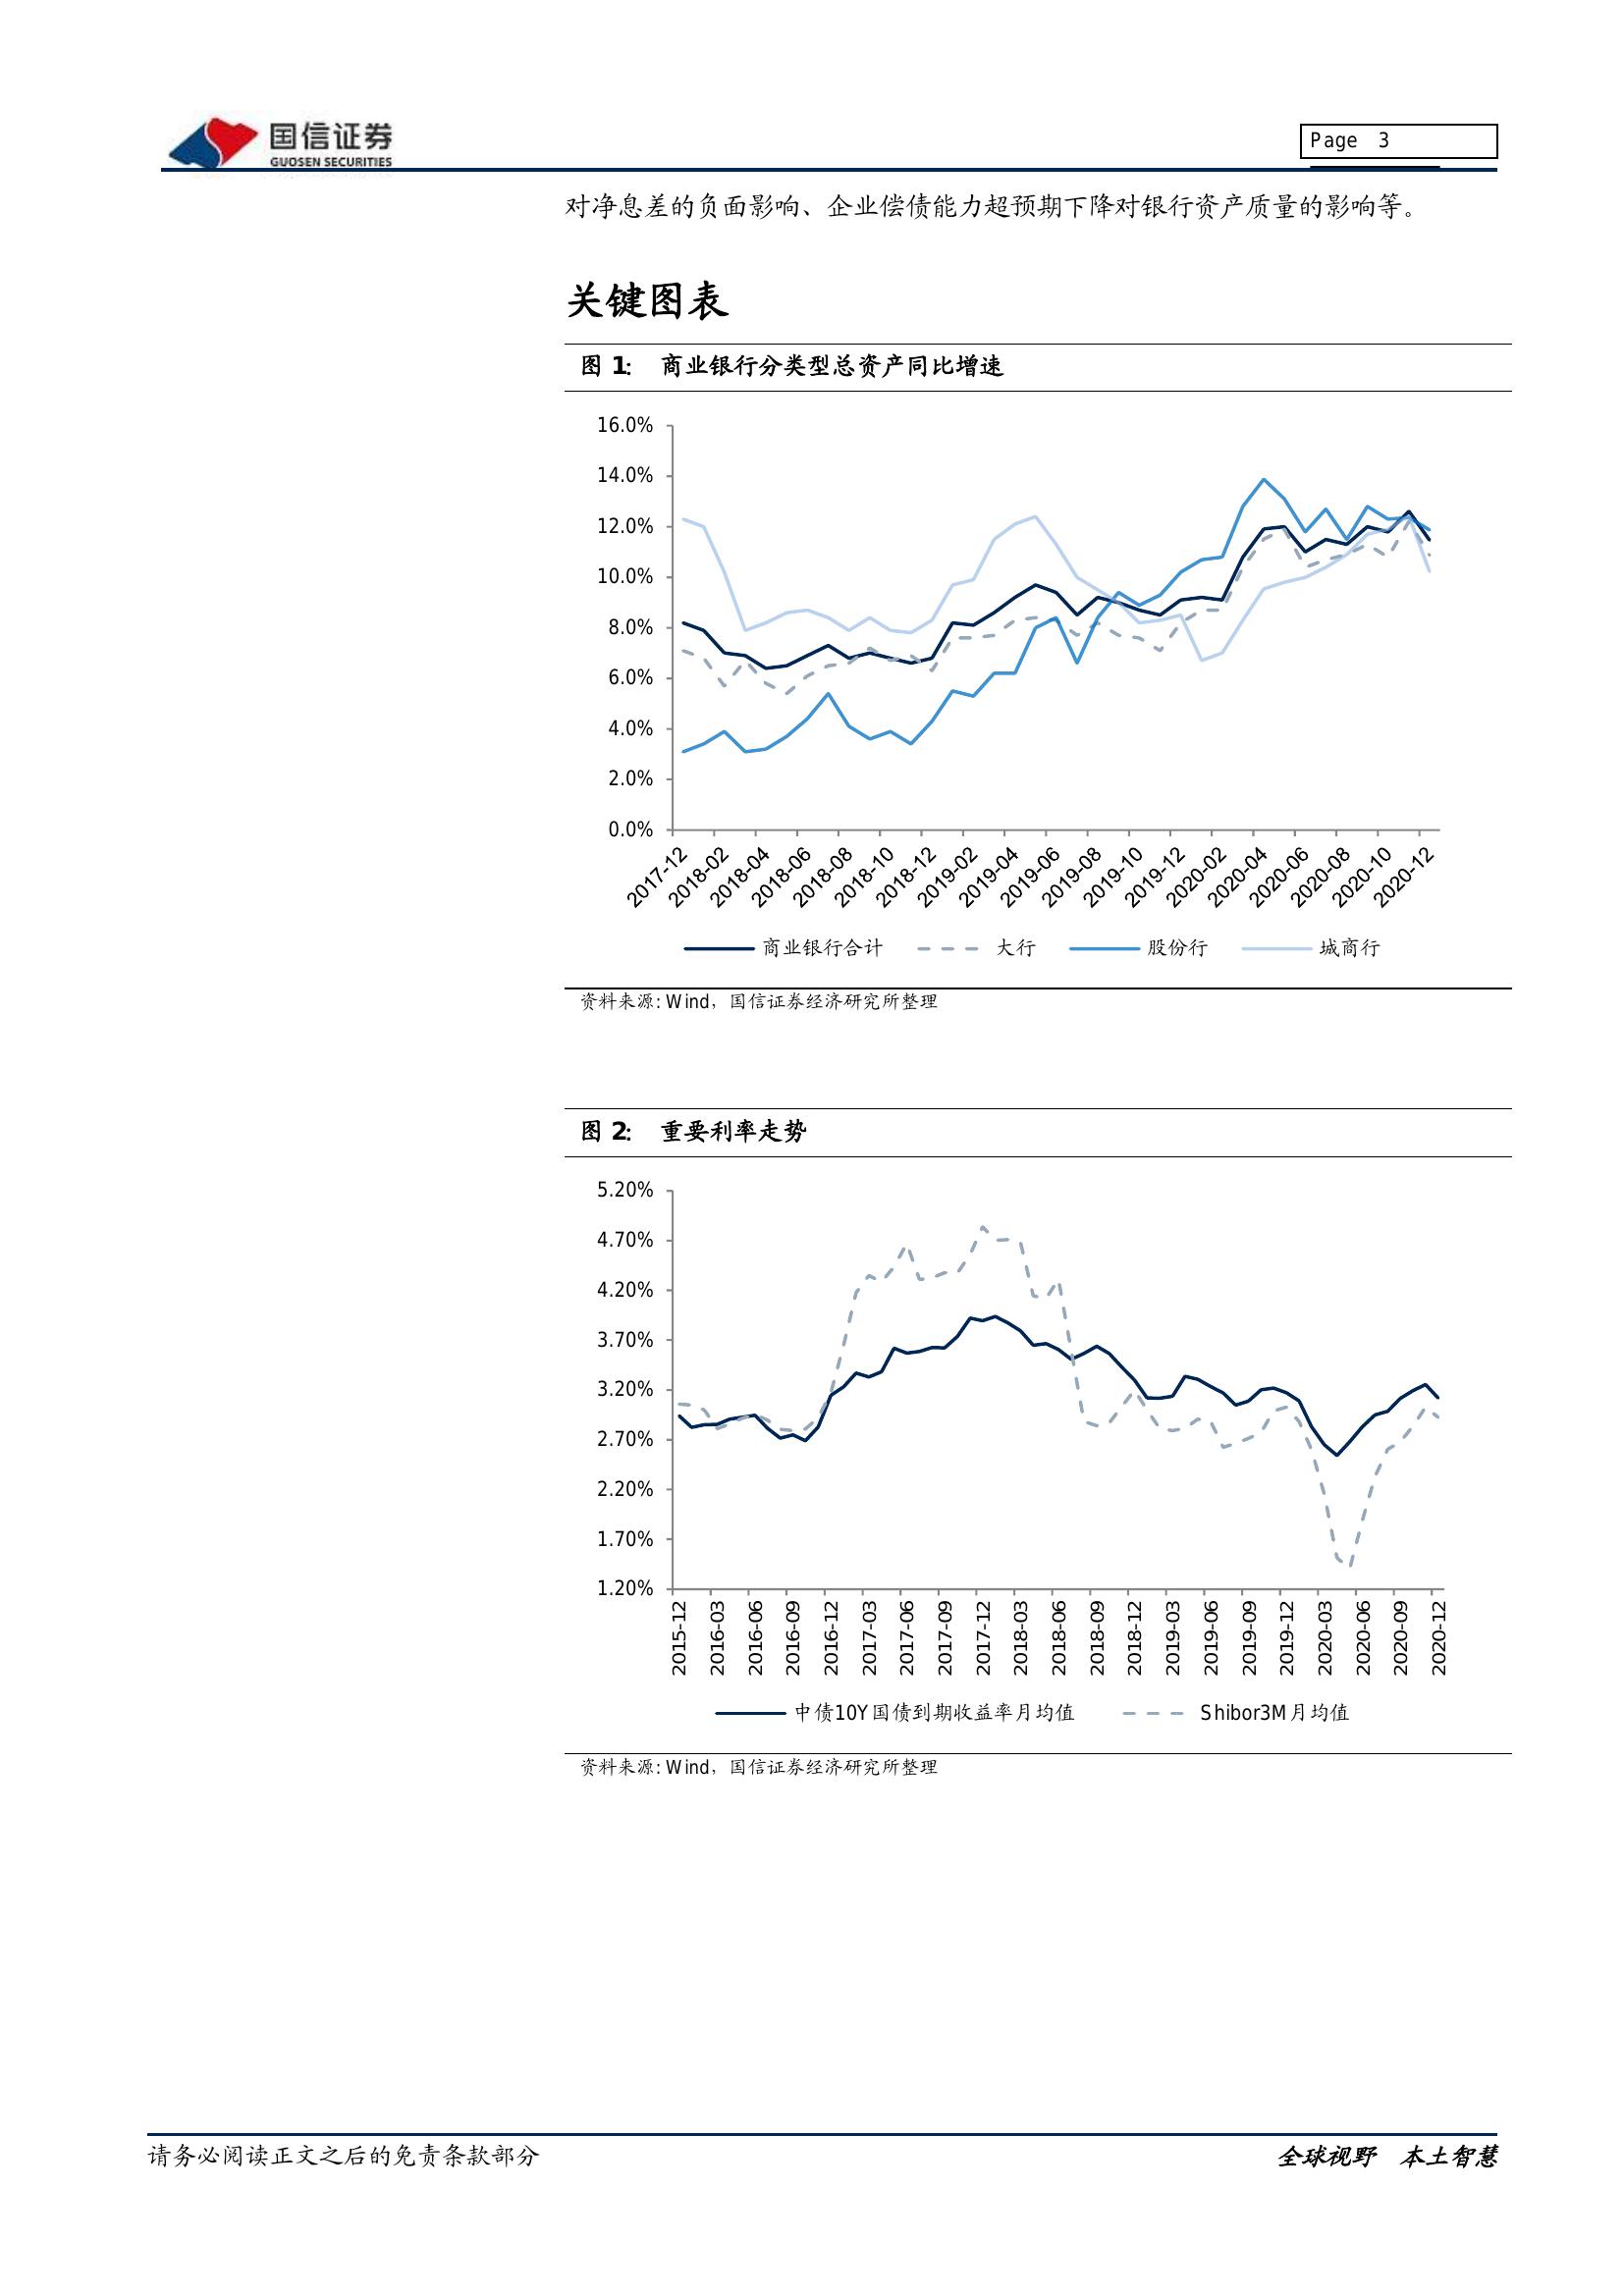 国信证券
GUOSEN SECURITIES
Page 3
对净息差的负面影响、企业偿债能力超预期下降对银行资产质量的影响等。
关键图表
图 1: 商业银行分类型总资产同比增速
16.0%
14.0%
12.0%
10.0%
8.0%
6.0%
4.0%
2.0%
0.0%
2017-12 2018-02 2018-04 2018-06 2018-08 2018-10 2018-12 2019-02 2019-04 2019-06 2019-08 2019-10 2019-12 2020-02 2020-04 2020-06 2020-08 2020-10 2020-12
商业银行合计 大行 股份行 城商行
资料来源: Wind，国信证券经济研究所整理
图 2: 重要利率走势
5.20%
4.70%
4.20%
3.70%
3.20%
2.70%
2.20%
1.70%
1.20%
2015-12 2016-03 2016-06 2016-09 2016-12 2017-03 2017-06 2017-09 2017-12 2018-03 2018-06 2018-09 2018-12 2019-03 2019-06 2019-09 2019-12 2020-03 2020-06 2020-09 2020-12
中债10Y国债到期收益率月均值 Shibor3M月均值
资料来源: Wind，国信证券经济研究所整理
请务必阅读正文之后的免责条款部分
全球视野 本土智慧